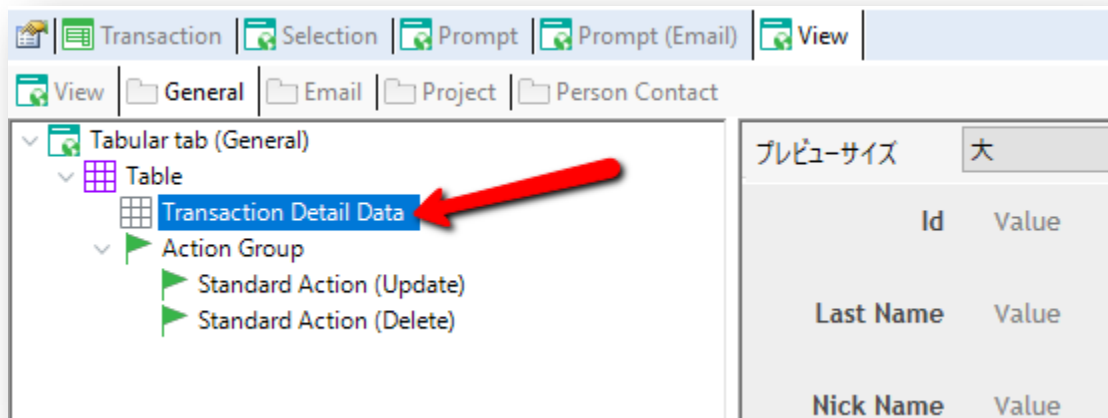 Transaction Selection Prompt Prompt (Email) View
View General Email Project Person Contact
Tabular tab (General)
Table
Transaction Detail Data
Action Group
Standard Action (Update)
Standard Action (Delete)
プレビューサイズ 大
Id Value
Last Name Value
Nick Name Value